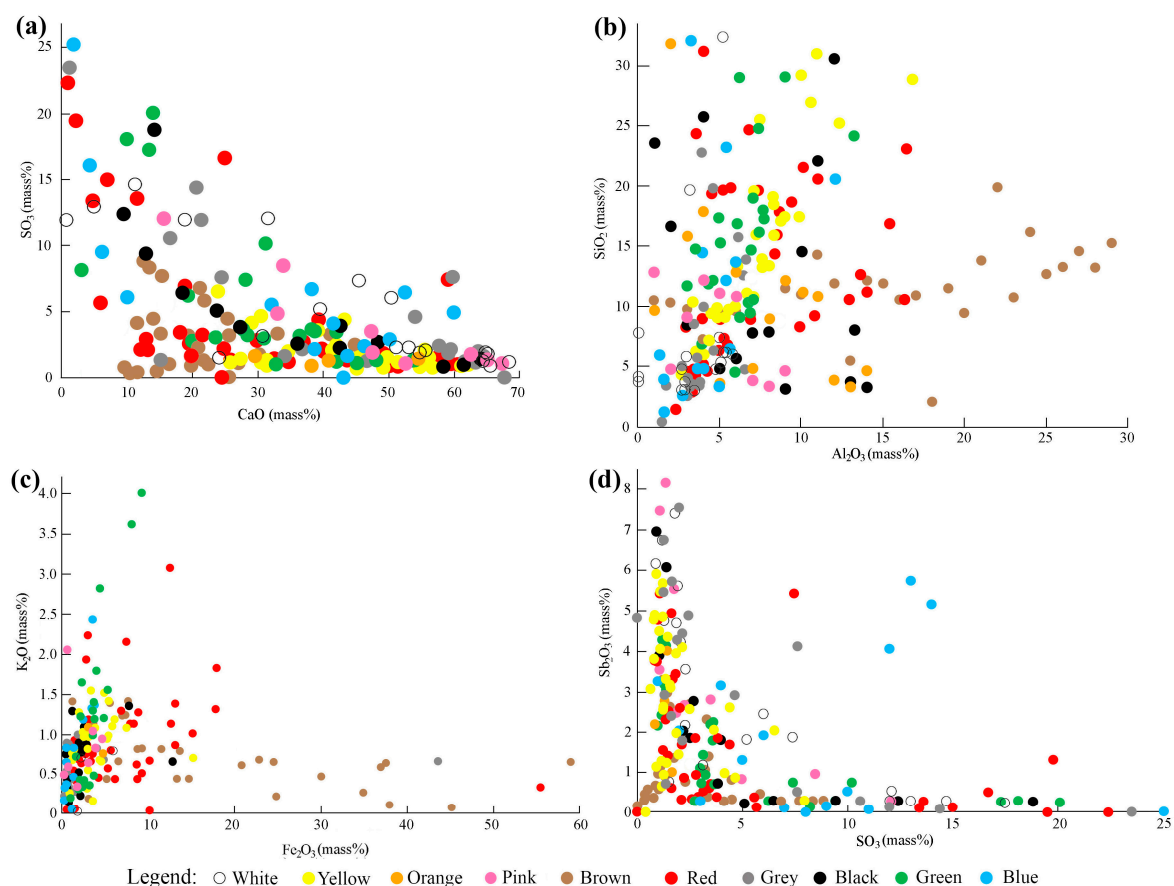 (a)
25
20
15
10
5
0
SO₃ (mass%)
0 10 20 30 40 50 60 70
CaO (mass%)
(b)
30
25
20
15
10
5
0
SiO₂ (mass%)
0 5 10 15 20 25 30
Al₂O₃ (mass%)
(c)
4.0
3.5
3.0
2.5
2.0
1.5
1.0
0.5
0
K₂O (mass%)
0 10 20 30 40 50 60
Fe₂O₃ (mass%)
(d)
8
7
6
5
4
3
2
1
0
Sb₂O₃ (mass%)
0 5 10 15 20 25
SO₃ (mass%)
Legend: White Yellow Orange Pink Brown Red Grey Black Green Blue